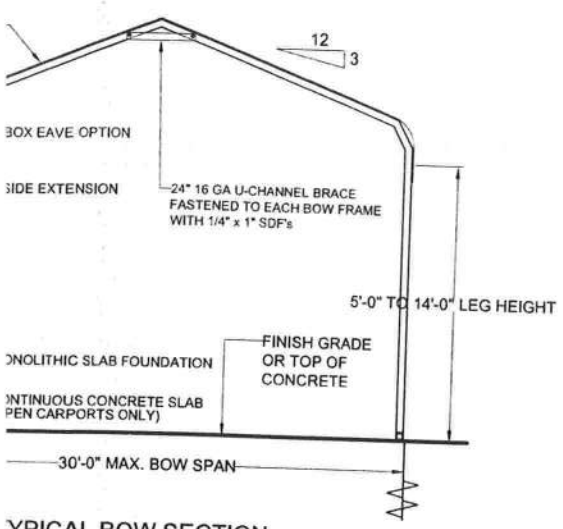 12
3
BOX EAVE OPTION
SIDE EXTENSION
24" 16 GA U-CHANNEL BRACE
FASTENED TO EACH BOW FRAME
WITH 1/4" x 1" SDF's
5'-0" TO 14'-0" LEG HEIGHT
FINISH GRADE
OR TOP OF
CONCRETE
ONOLITHIC SLAB FOUNDATION
ONTINUOUS CONCRETE SLAB
PEN CARPORTS ONLY)
30'-0" MAX. BOW SPAN
YPICAL BOW SECTION